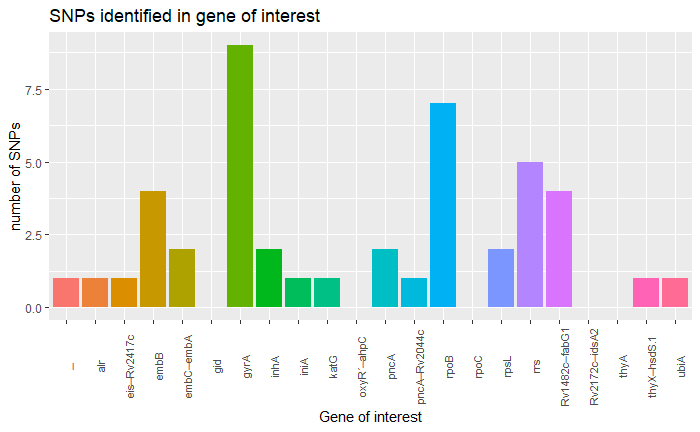 SNPs identified in gene of interest
number of SNPs
7.5
5.0
2.5
0.0
–
alr
eis–Rv2417c
embB
embC–embA
gid
gyrA
inhA
iniA
katG
oxyR´–ahpC
pncA
pncA–Rv2044c
rpoB
rpoC
rpsL
rrs
Rv1482c–fabG1
Rv2172c–idsA2
thyA
thyX–hsdS.1
ubiA
Gene of interest